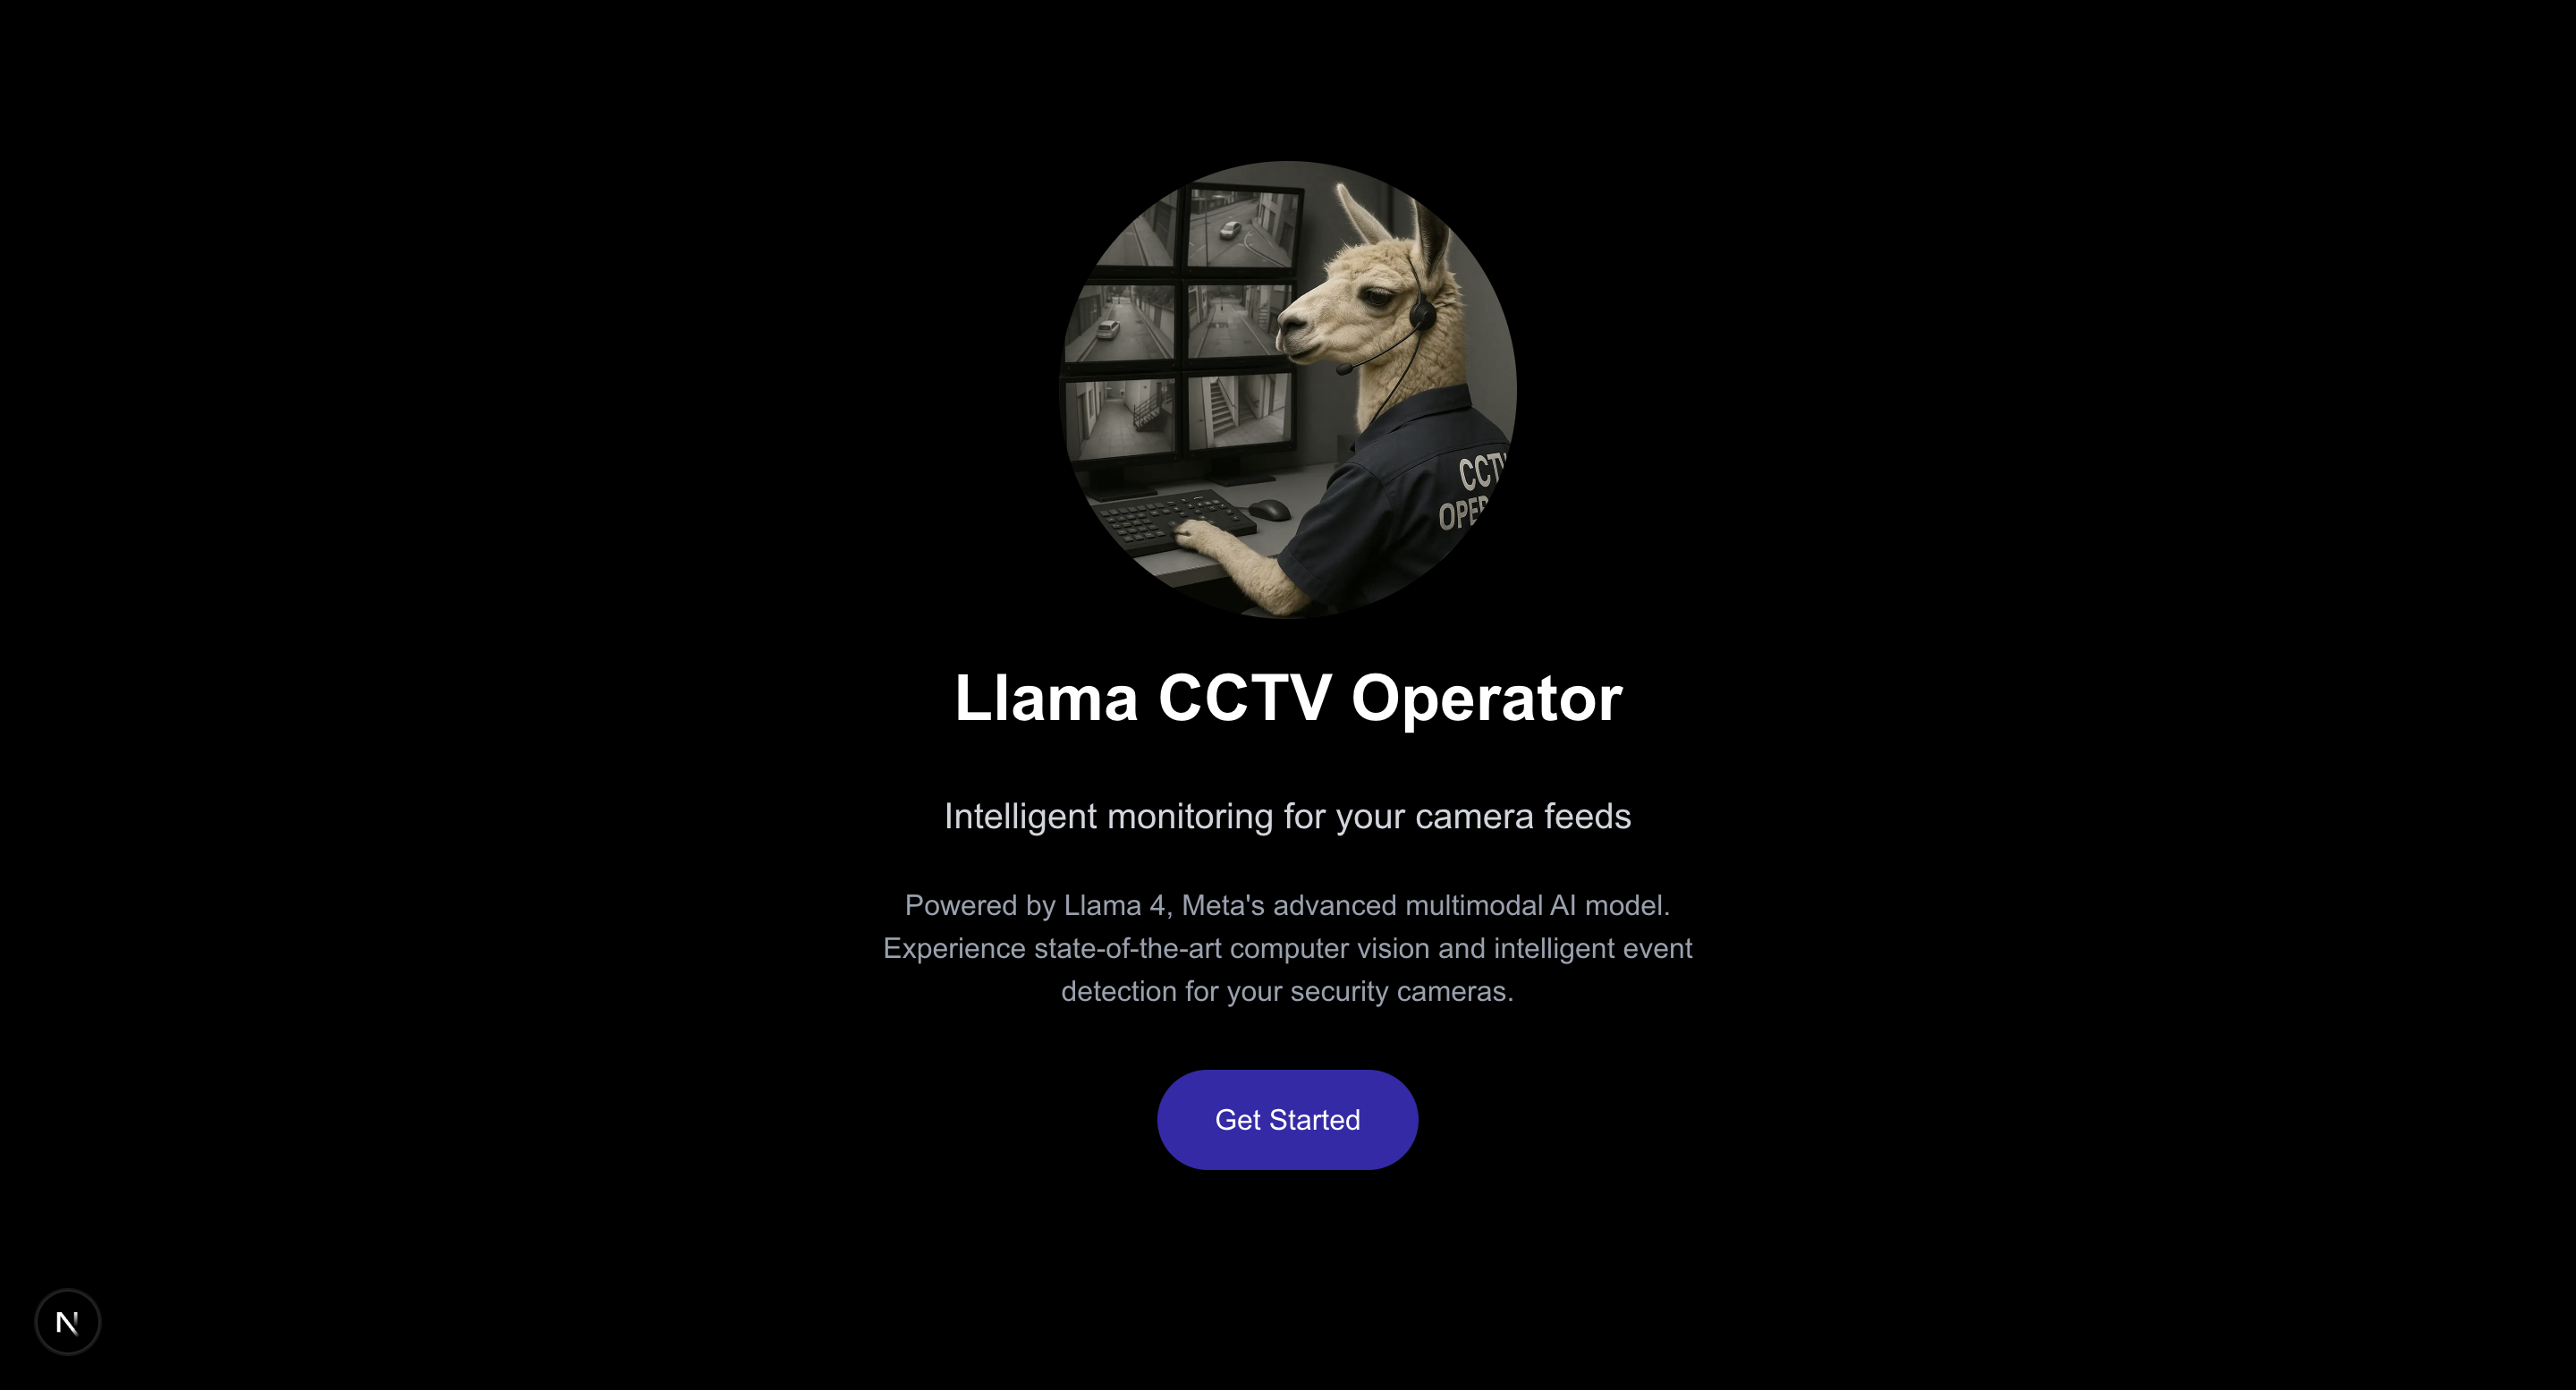 CCTV
OPER
Llama CCTV Operator
Intelligent monitoring for your camera feeds
Powered by Llama 4, Meta's advanced multimodal AI model.
Experience state-of-the-art computer vision and intelligent event
detection for your security cameras.
Get Started
N